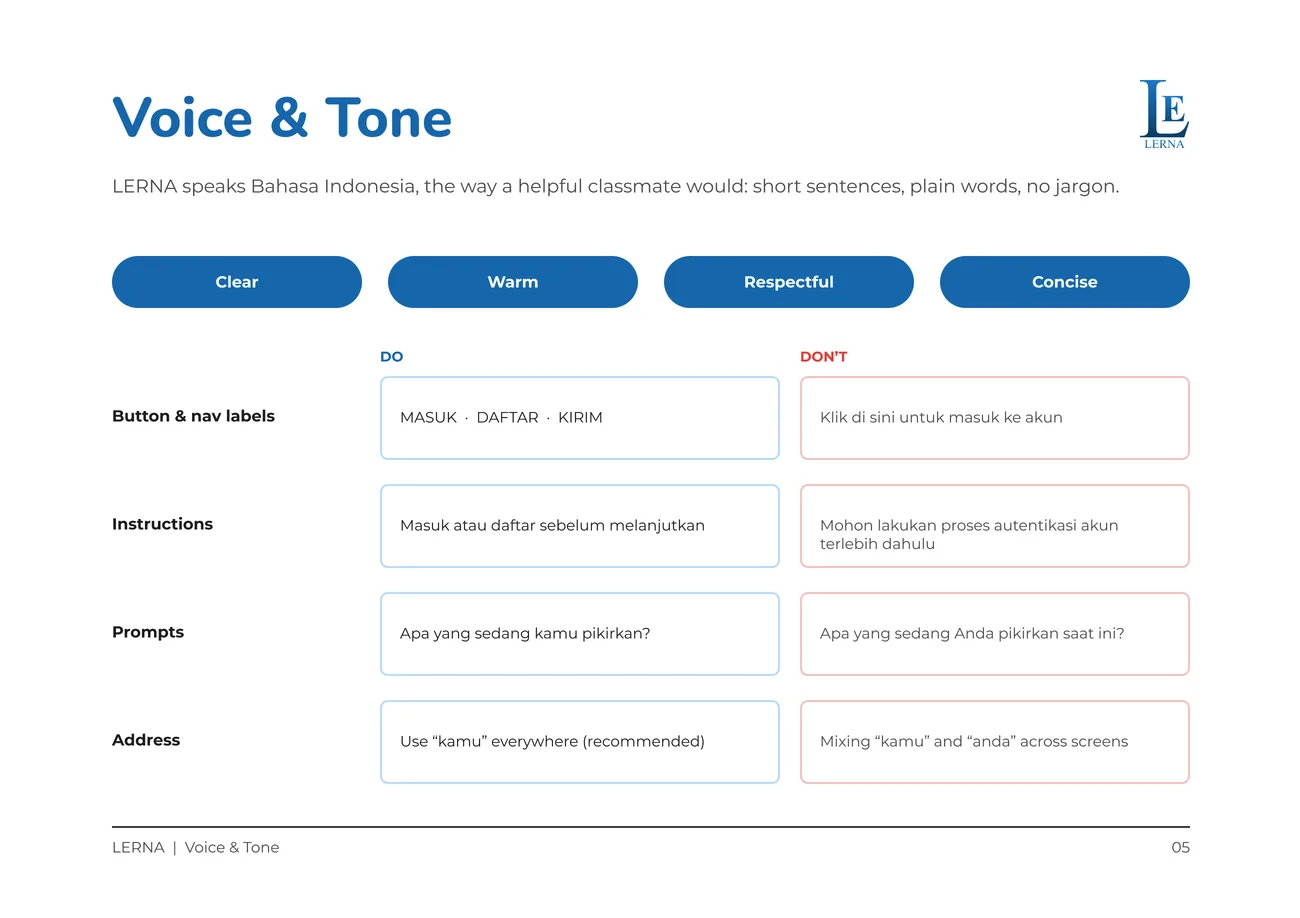 Voice & Tone
LE
LERNA
LERNA speaks Bahasa Indonesia, the way a helpful classmate would: short sentences, plain words, no jargon.
Clear
Warm
Respectful
Concise
DO
DON’T
Button & nav labels
MASUK · DAFTAR · KIRIM
Klik di sini untuk masuk ke akun
Instructions
Masuk atau daftar sebelum melanjutkan
Mohon lakukan proses autentikasi akun
terlebih dahulu
Prompts
Apa yang sedang kamu pikirkan?
Apa yang sedang Anda pikirkan saat ini?
Address
Use “kamu” everywhere (recommended)
Mixing “kamu” and “anda” across screens
LERNA | Voice & Tone
05